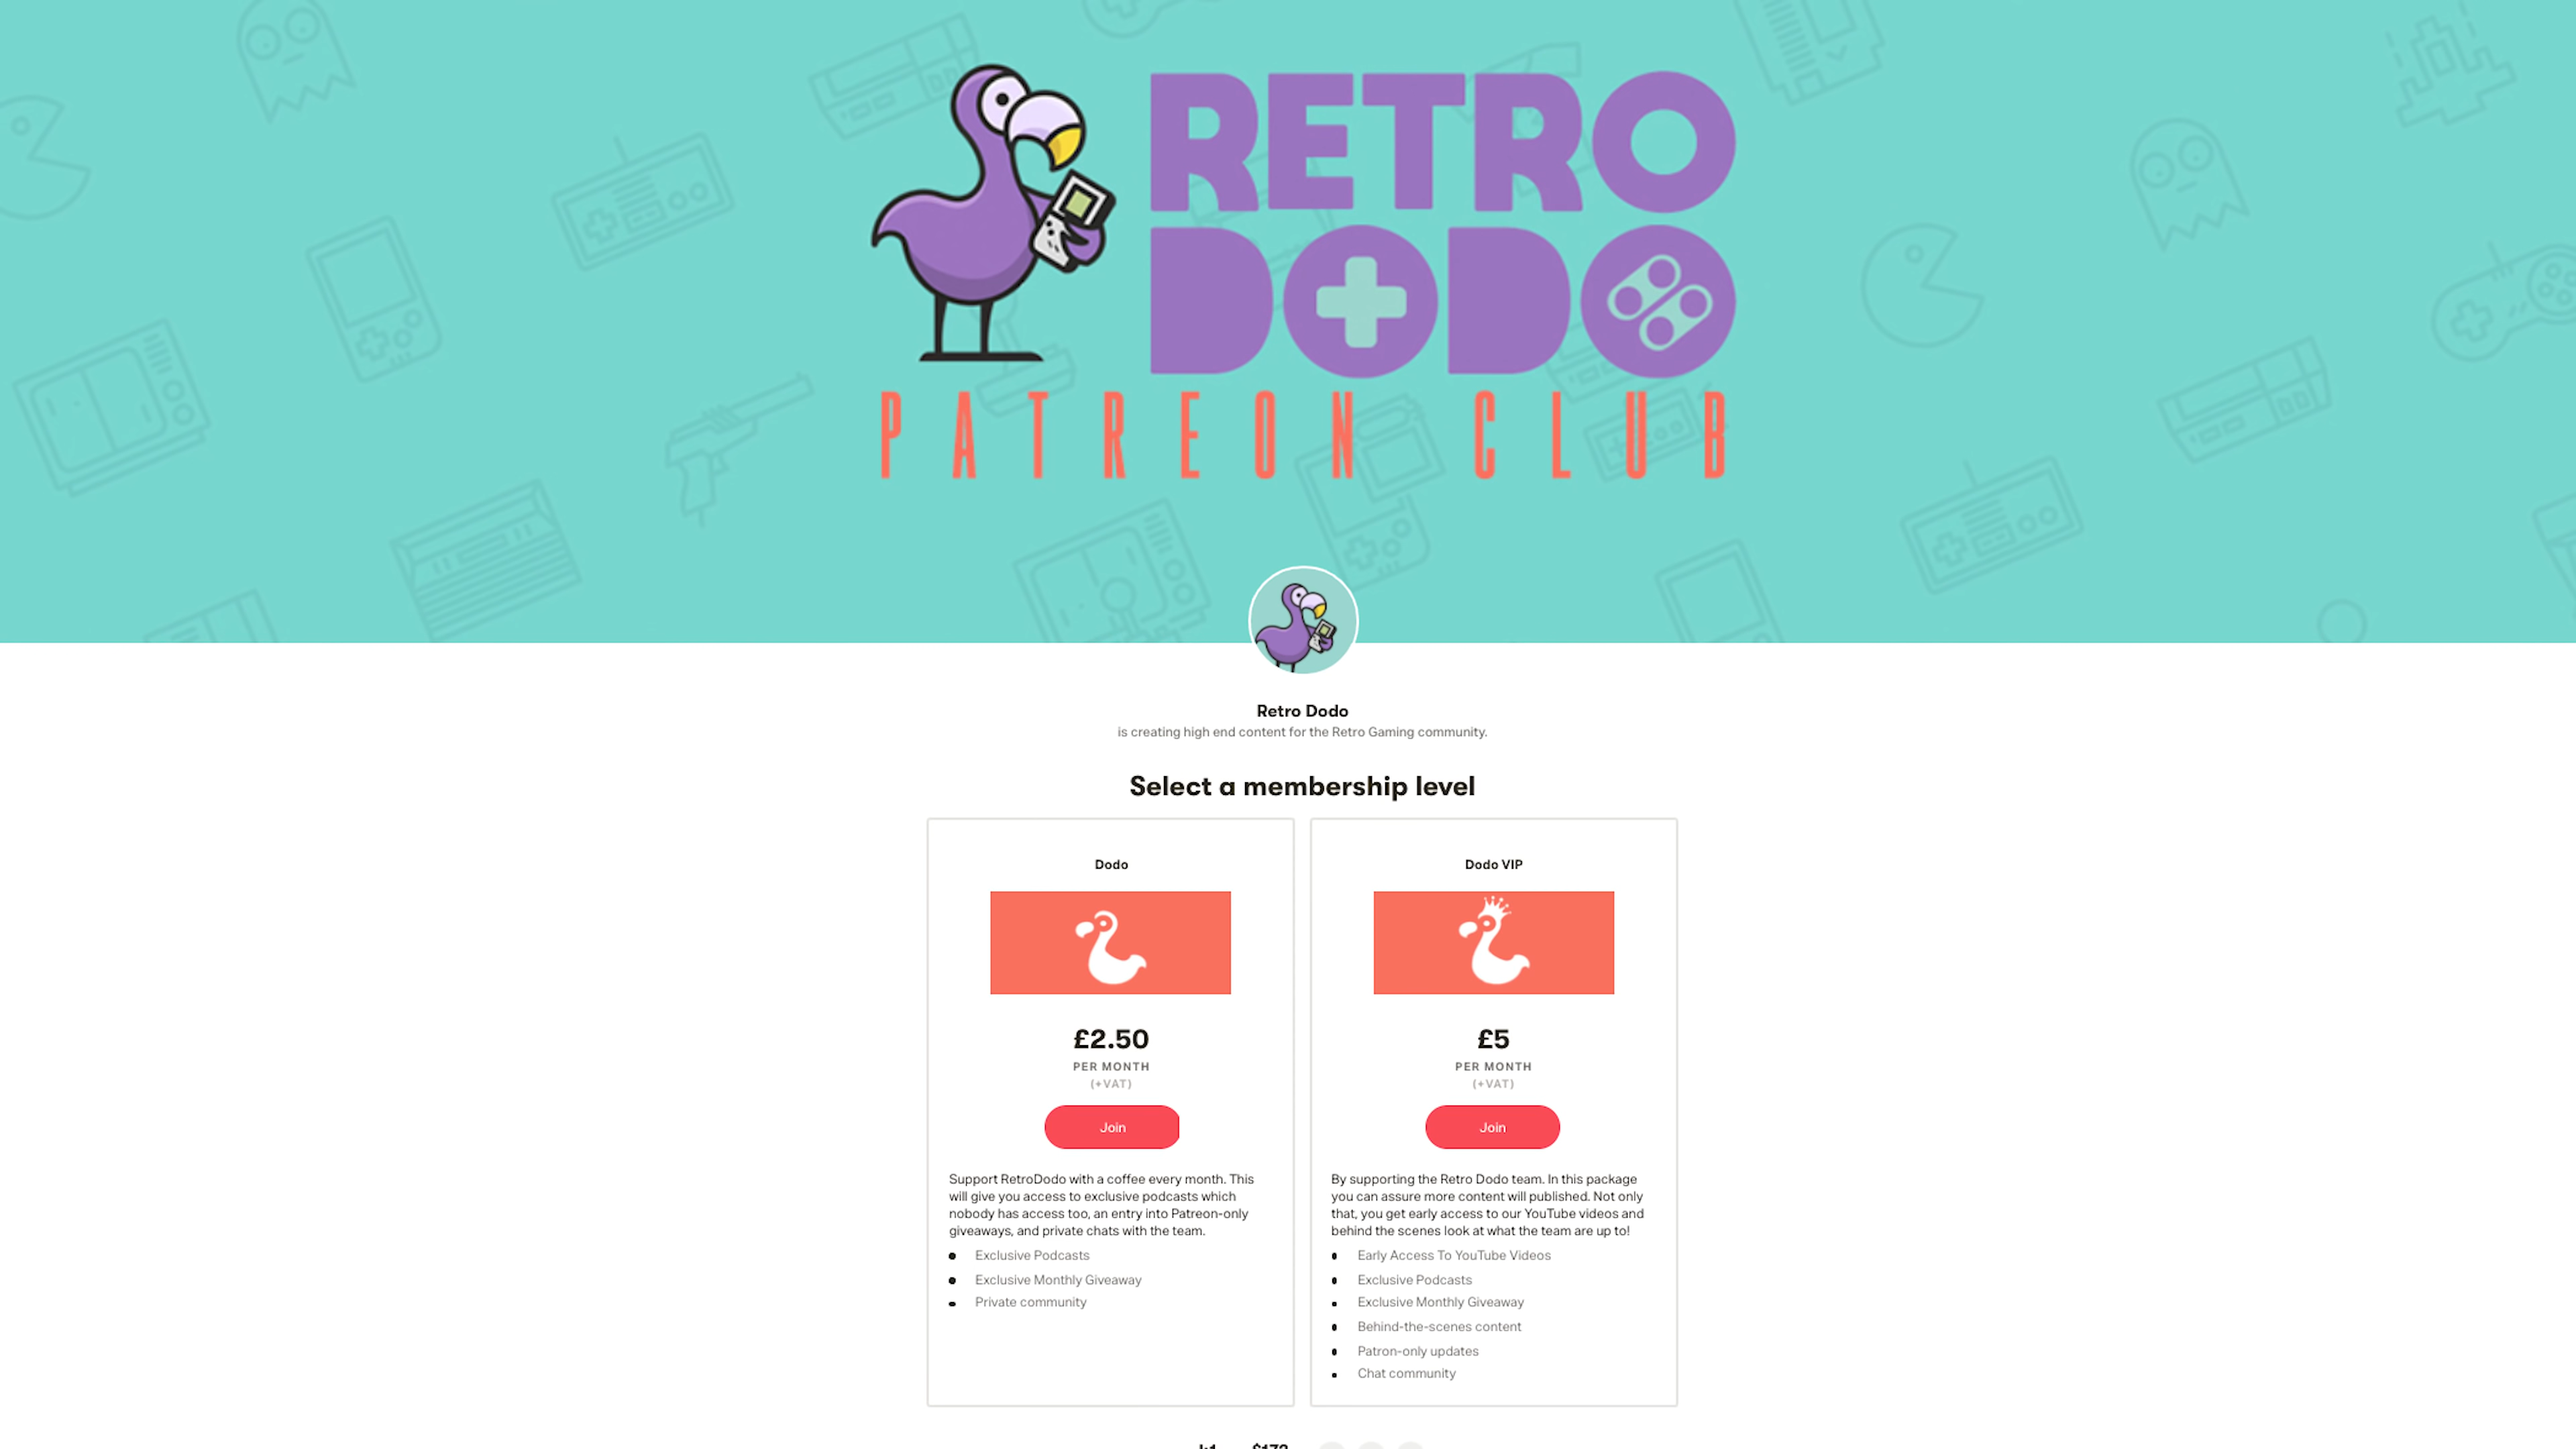 RETRO
DODO
PATREON CLUB
Retro Dodo
is creating high end content for the Retro Gaming community.
Select a membership level
Dodo
£2.50
PER MONTH
(+VAT)
Join
Support RetroDodo with a coffee every month. This
will give you access to exclusive podcasts which
nobody has access too, an entry into Patreon-only
giveaways, and private chats with the team.
Exclusive Podcasts
Exclusive Monthly Giveaway
Private community
Dodo VIP
£5
PER MONTH
(+VAT)
Join
By supporting the Retro Dodo team. In this package
you can assure more content will published. Not only
that, you get early access to our YouTube videos and
behind the scenes look at what the team are up to!
Early Access To YouTube Videos
Exclusive Podcasts
Exclusive Monthly Giveaway
Behind-the-scenes content
Patron-only updates
Chat community